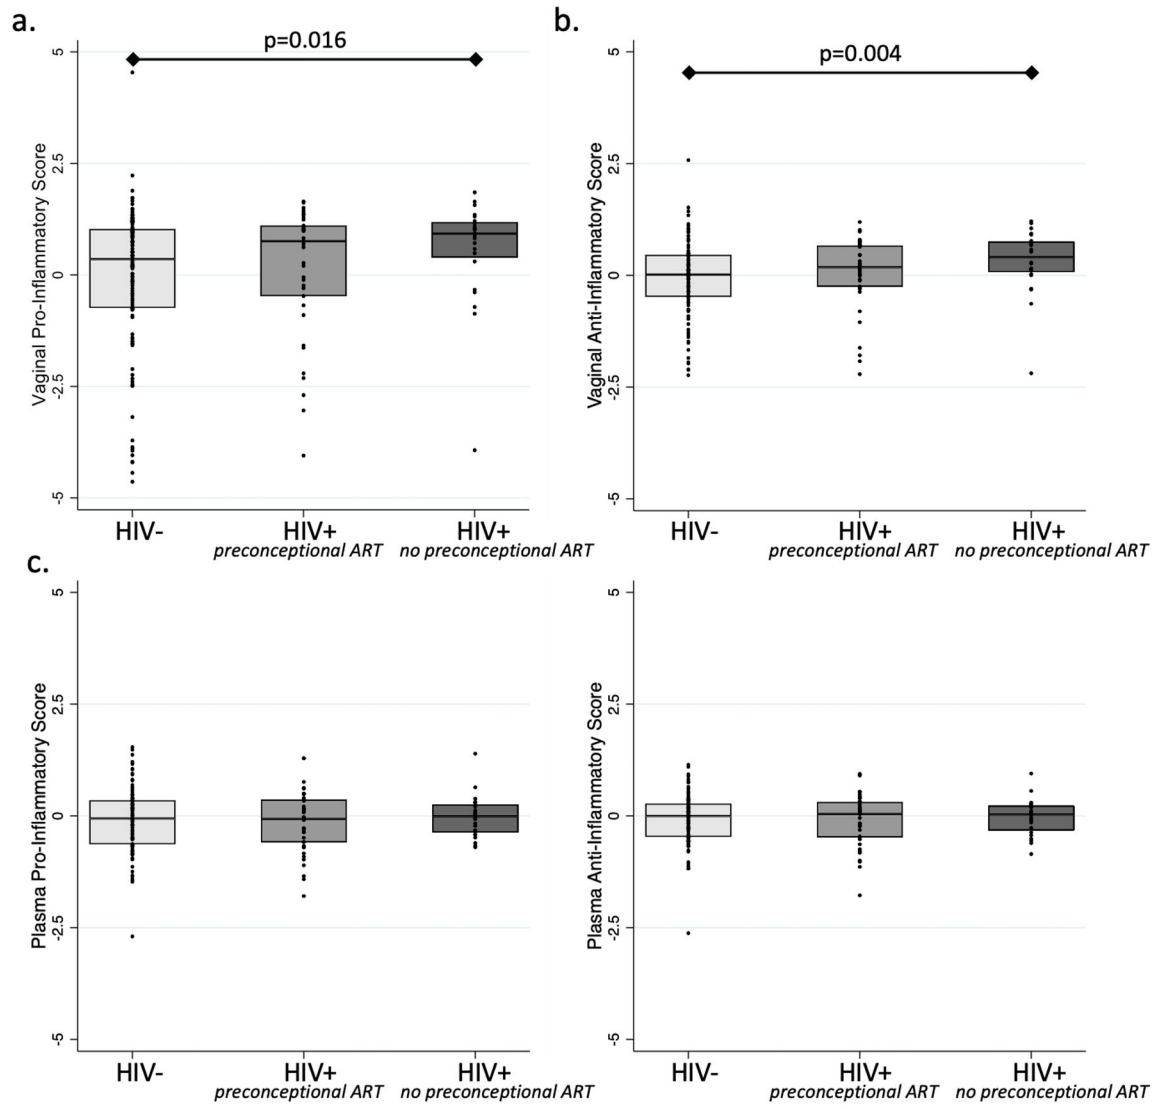 a.
p=0.016
Vaginal Pro-Inflammatory Score
5
2.5
0
-2.5
-5
HIV-
HIV+
preconceptional ART
HIV+
no preconceptional ART
b.
p=0.004
Vaginal Anti-Inflammatory Score
5
2.5
0
-2.5
-5
HIV-
HIV+
preconceptional ART
HIV+
no preconceptional ART
c.
Plasma Pro-Inflammatory Score
5
2.5
0
-2.5
-5
HIV-
HIV+
preconceptional ART
HIV+
no preconceptional ART
Plasma Anti-Inflammatory Score
5
2.5
0
-2.5
-5
HIV-
HIV+
preconceptional ART
HIV+
no preconceptional ART